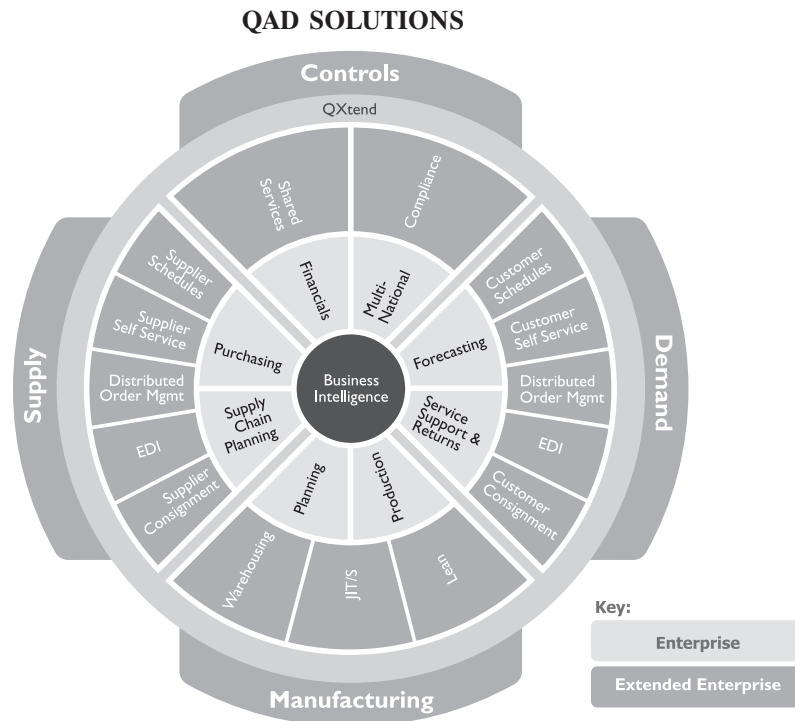 QAD SOLUTIONS
Controls
QXtend
Shared
Services
Compliance
Financials
Multi-
National
Supply
Supplier
Schedules
Supplier
Self Service
Distributed
Order Mgmt
EDI
Supplier
Consignment
Purchasing
Supply
Chain
Planning
Business
Intelligence
Forecasting
Service
Support &
Returns
Customer
Schedules
Customer
Self Service
Distributed
Order Mgmt
EDI
Customer
Consignment
Demand
Planning
Production
Warehousing
JIT/S
Lean
Manufacturing
Key:
Enterprise
Extended Enterprise